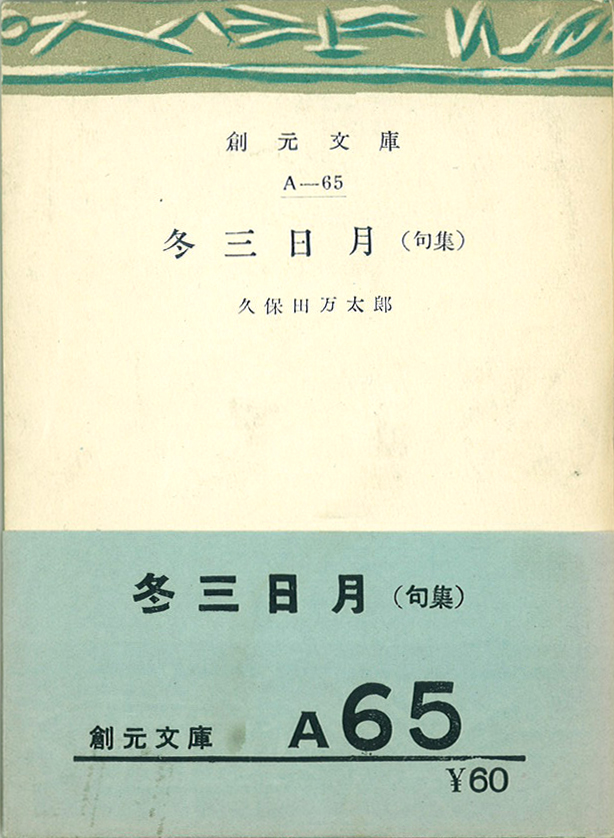 創元文庫
A—65
冬三日月(句集)
久保田万太郎
冬三日月(句集)
創元文庫 A65
¥60